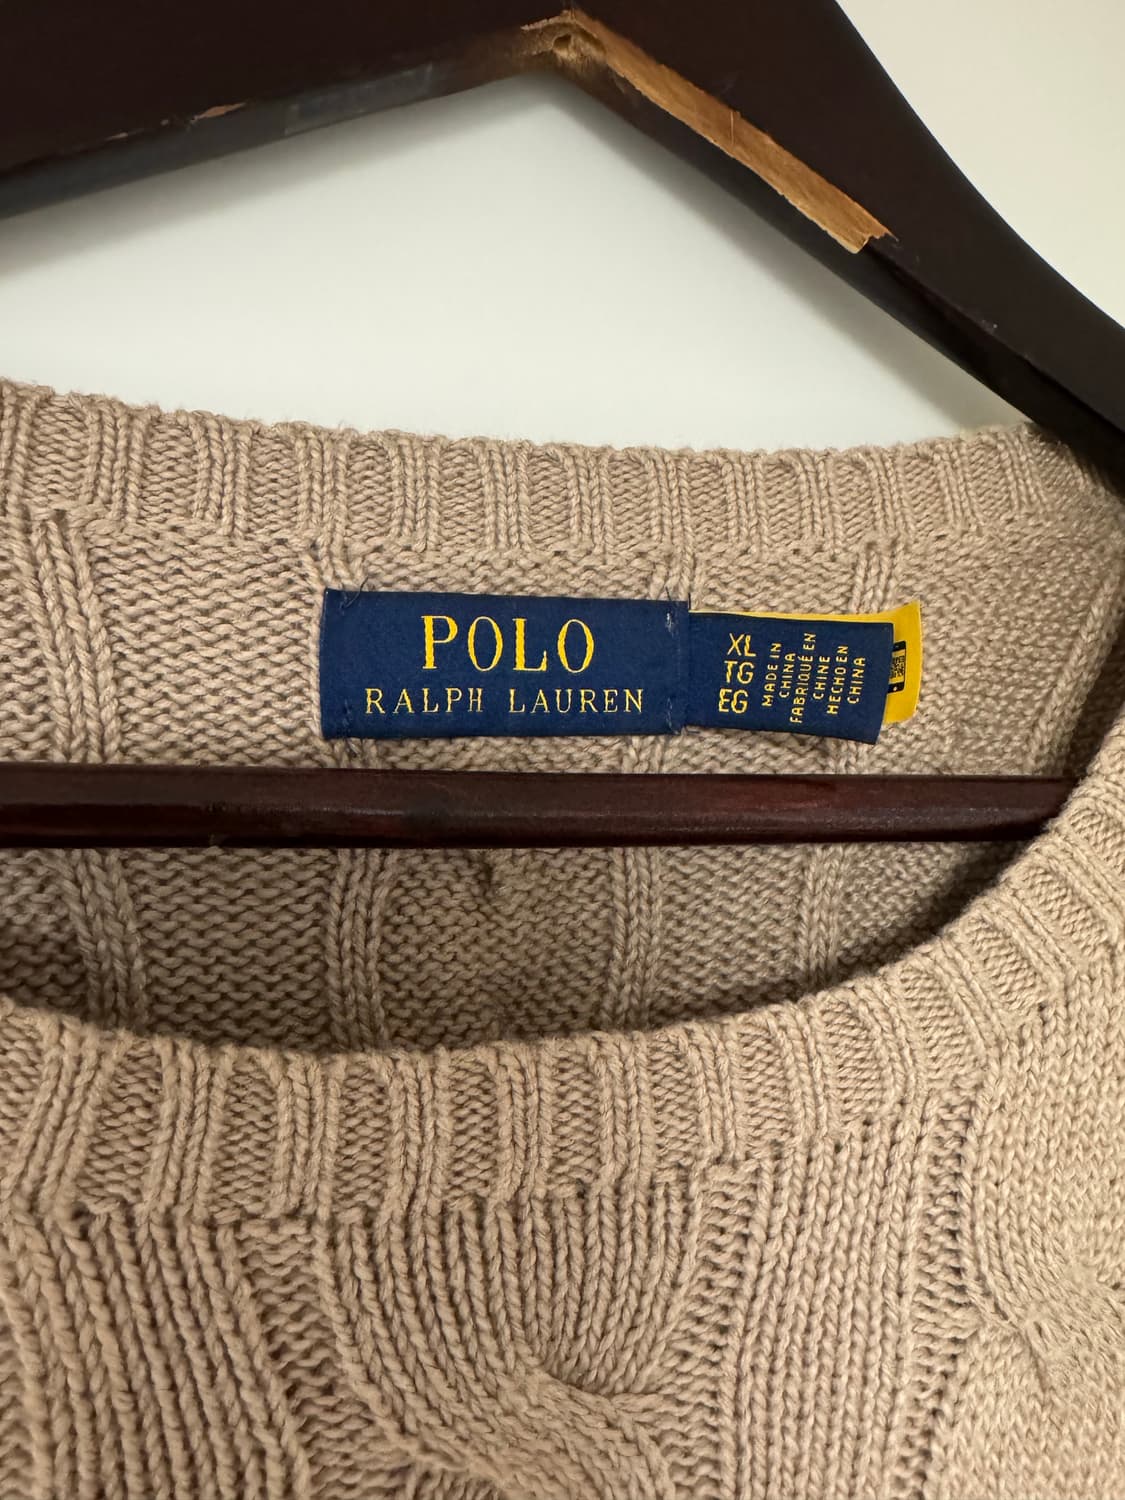 POLO
RALPH LAUREN
XL
TG
EG
MADE IN
CHINA
FABRIQUÉ EN
CHINE
HECHO EN
CHINA